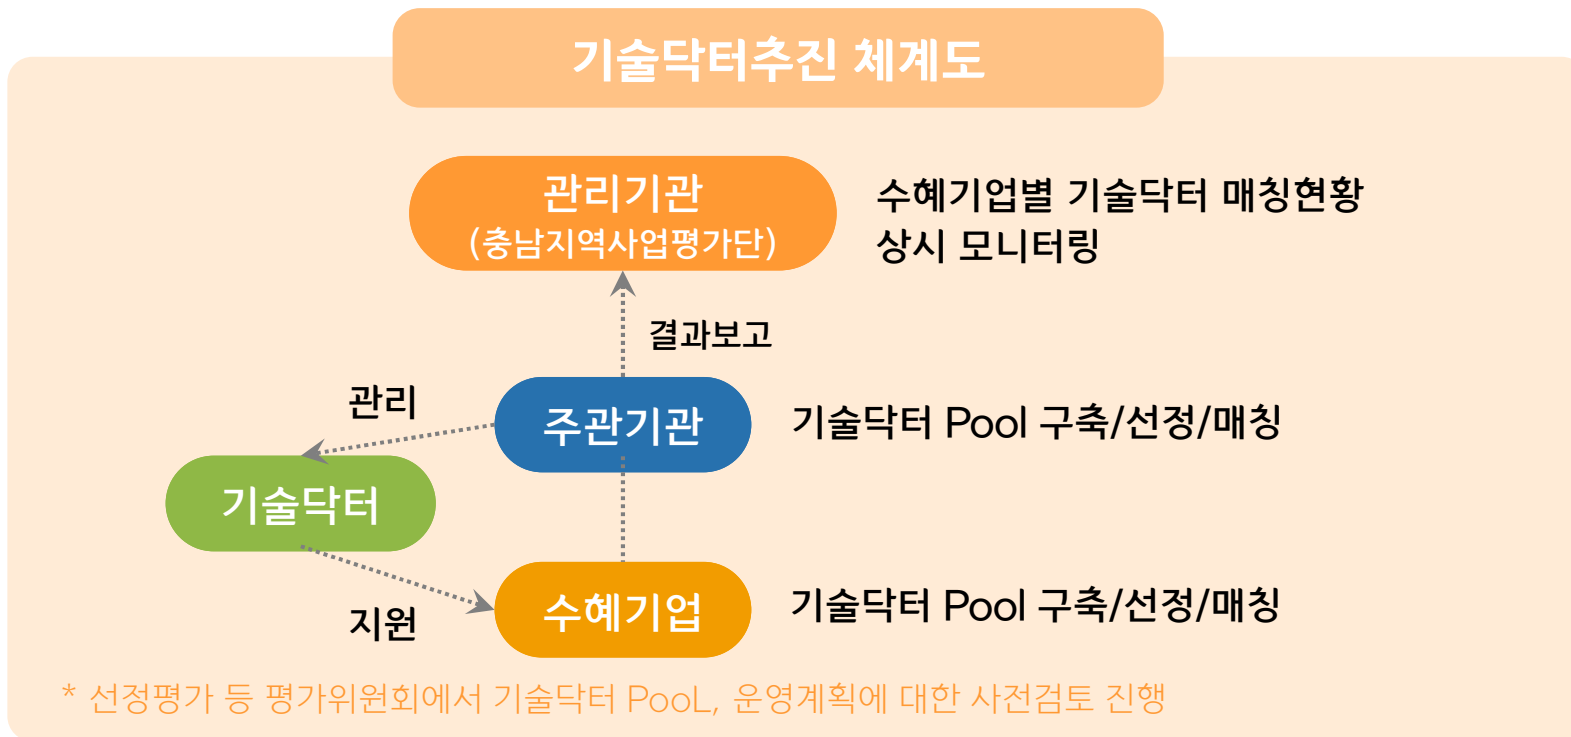 기술닥터추진 체계도
관리기관
(충남지역사업평가단)
수혜기업별 기술닥터 매칭현황
상시 모니터링
결과보고
관리
주관기관
기술닥터 Pool 구축/선정/매칭
기술닥터
지원
수혜기업
기술닥터 Pool 구축/선정/매칭
* 선정평가 등 평가위원회에서 기술닥터 PooL, 운영계획에 대한 사전검토 진행